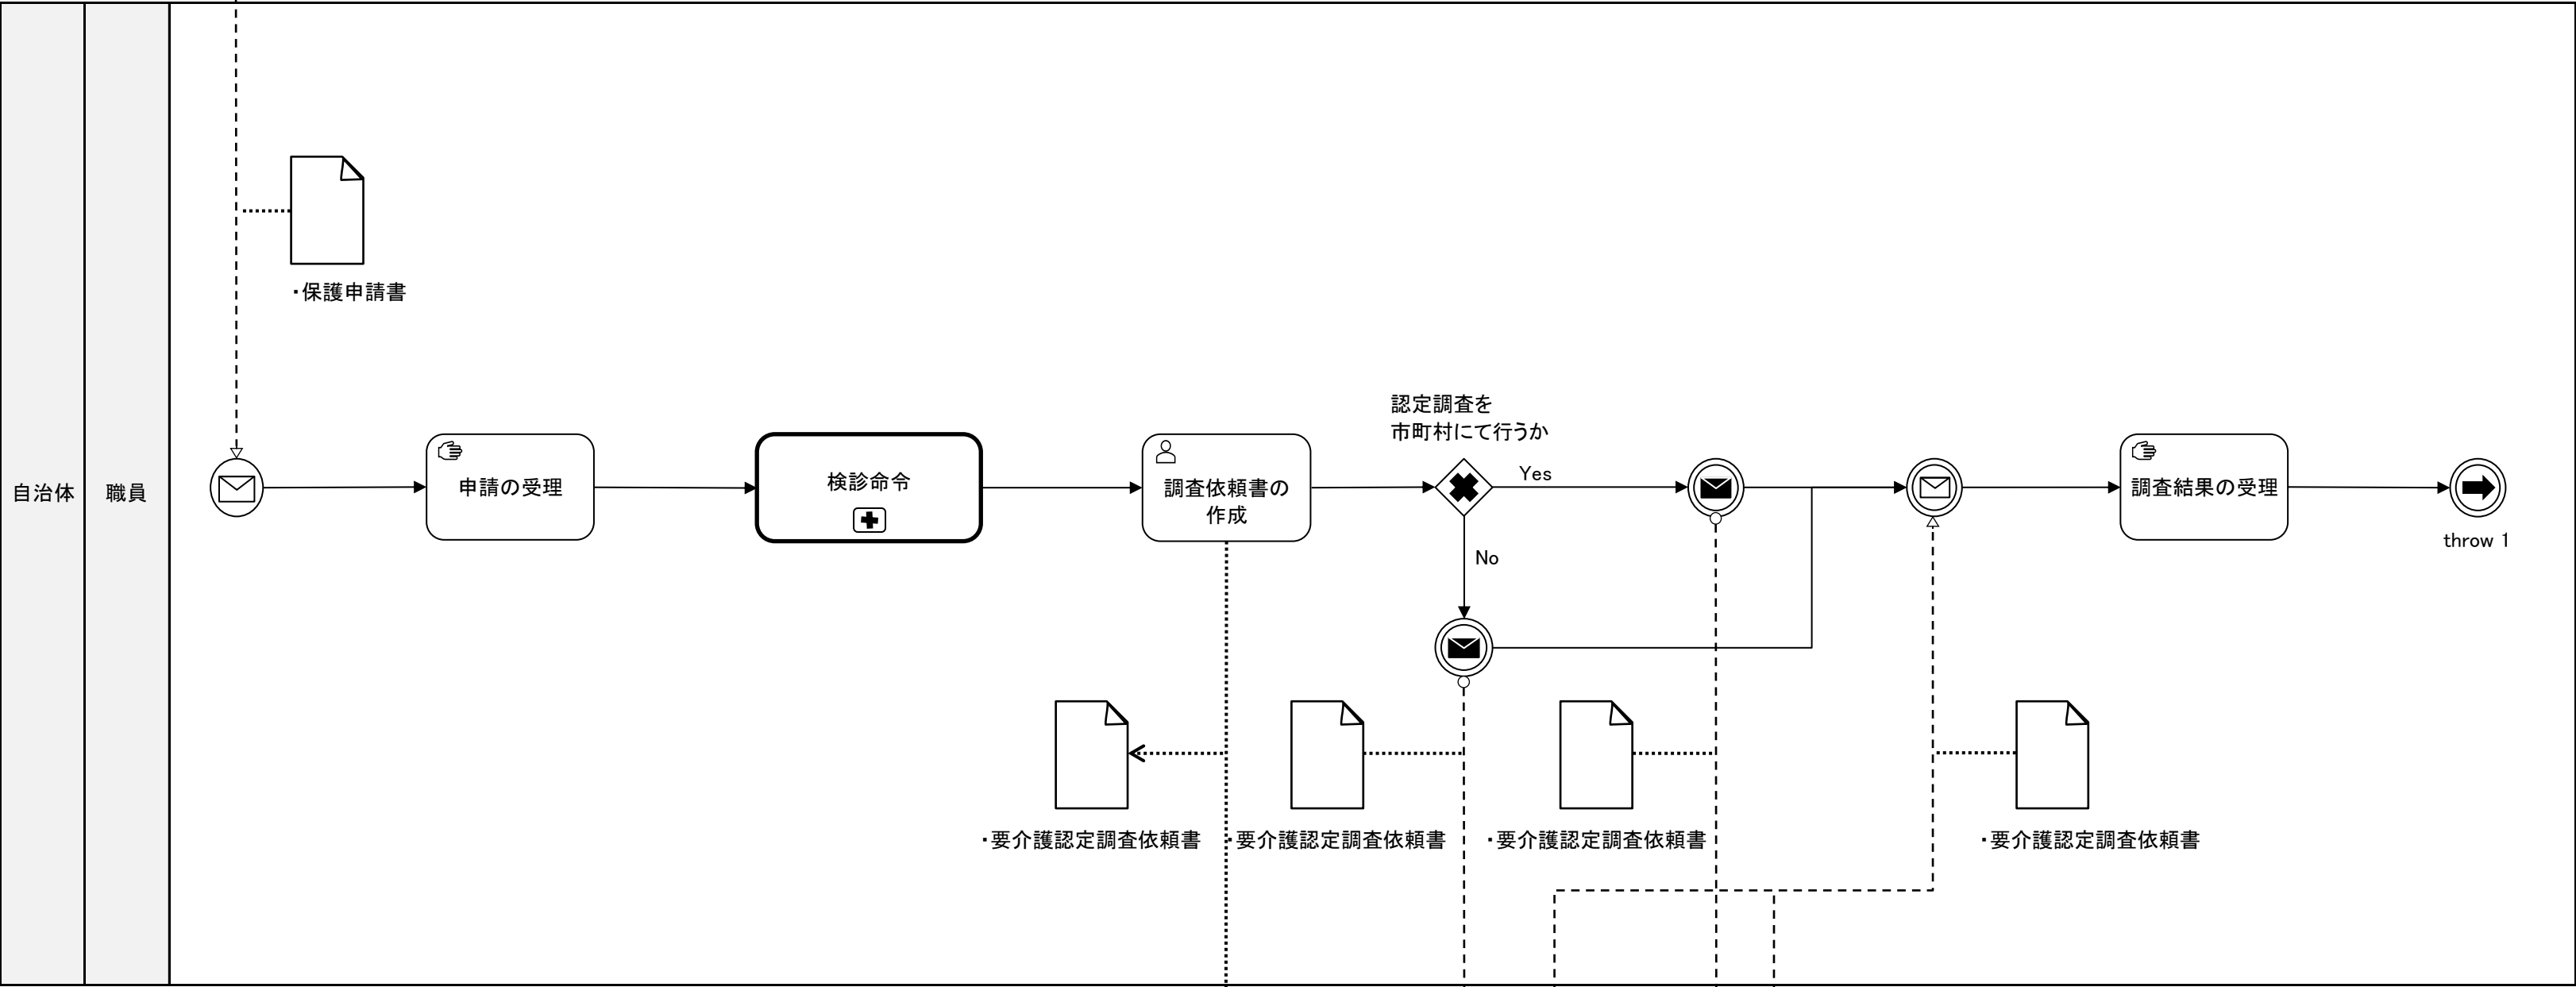 自治体
職員
・保護申請書
申請の受理
検診命令
調査依頼書の
作成
認定調査を
市町村にて行うか
Yes
No
調査結果の受理
throw 1
・要介護認定調査依頼書
・要介護認定調査依頼書
・要介護認定調査依頼書
・要介護認定調査依頼書